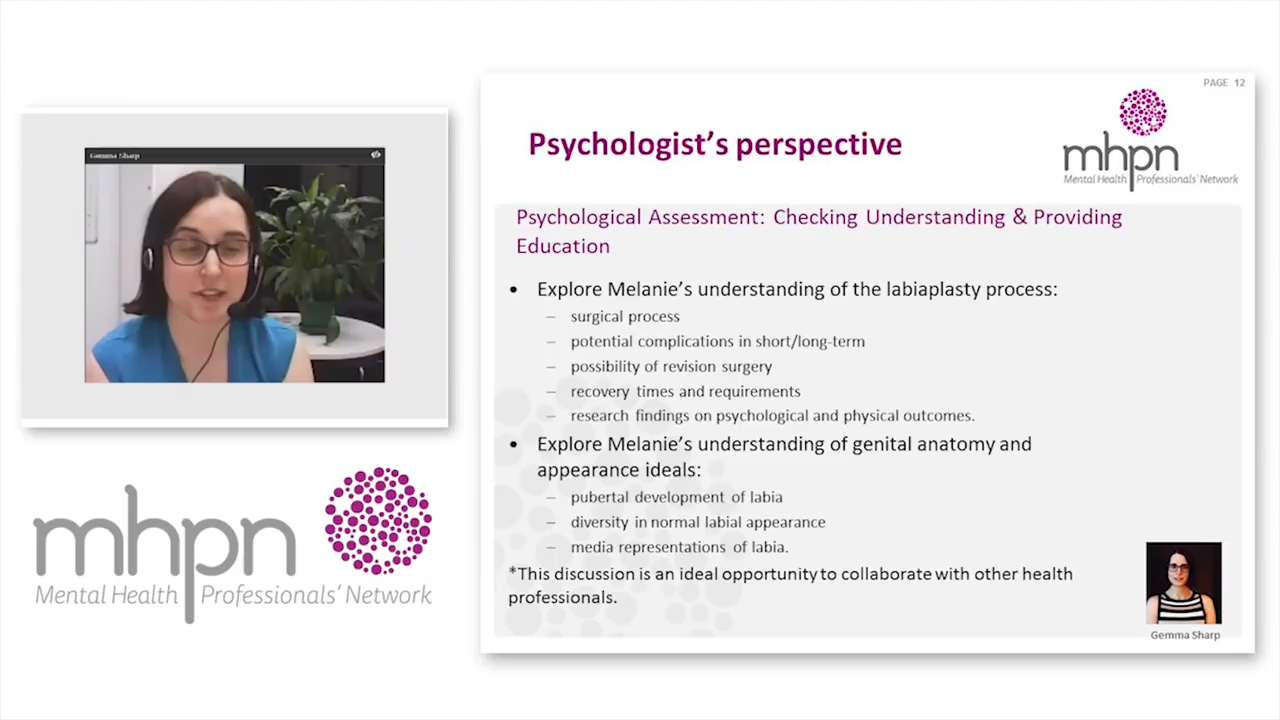 Gemma Sharp
mhpn
Mental Health Professionals' Network
PAGE 12
Psychologist's perspective
mhpn
Mental Health Professionals' Network
Psychological Assessment: Checking Understanding & Providing
Education
• Explore Melanie's understanding of the labiaplasty process:
– surgical process
– potential complications in short/long-term
– possibility of revision surgery
– recovery times and requirements
– research findings on psychological and physical outcomes.
• Explore Melanie's understanding of genital anatomy and
appearance ideals:
– pubertal development of labia
– diversity in normal labial appearance
– media representations of labia.
*This discussion is an ideal opportunity to collaborate with other health
professionals.
Gemma Sharp